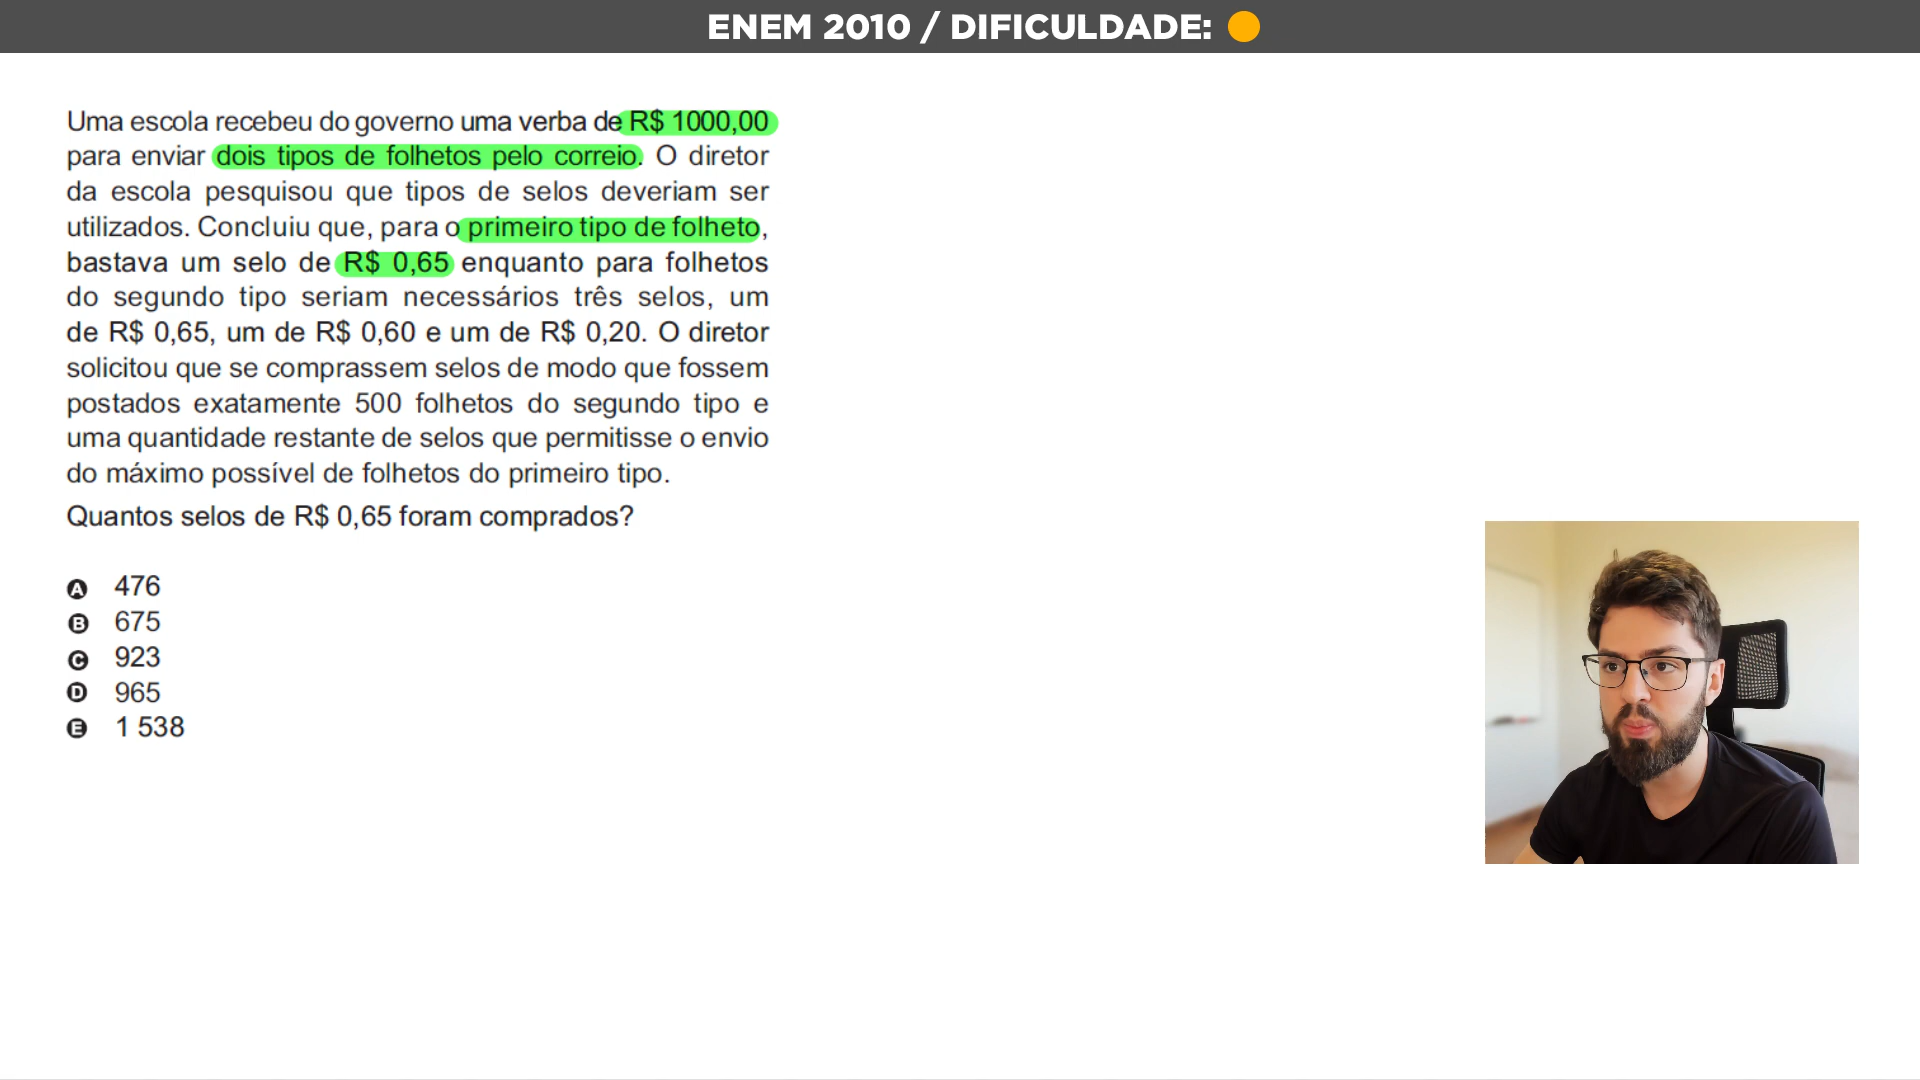 ENEM 2010 / DIFICULDADE:
Uma escola recebeu do governo uma verba de R$ 1000,00
para enviar dois tipos de folhetos pelo correio. O diretor
da escola pesquisou que tipos de selos deveriam ser
utilizados. Concluiu que, para o primeiro tipo de folheto,
bastava um selo de R$ 0,65 enquanto para folhetos
do segundo tipo seriam necessários três selos, um
de R$ 0,65, um de R$ 0,60 e um de R$ 0,20. O diretor
solicitou que se comprassem selos de modo que fossem
postados exatamente 500 folhetos do segundo tipo e
uma quantidade restante de selos que permitisse o envio
do máximo possível de folhetos do primeiro tipo.
Quantos selos de R$ 0,65 foram comprados?
A 476
B 675
C 923
D 965
E 1 538